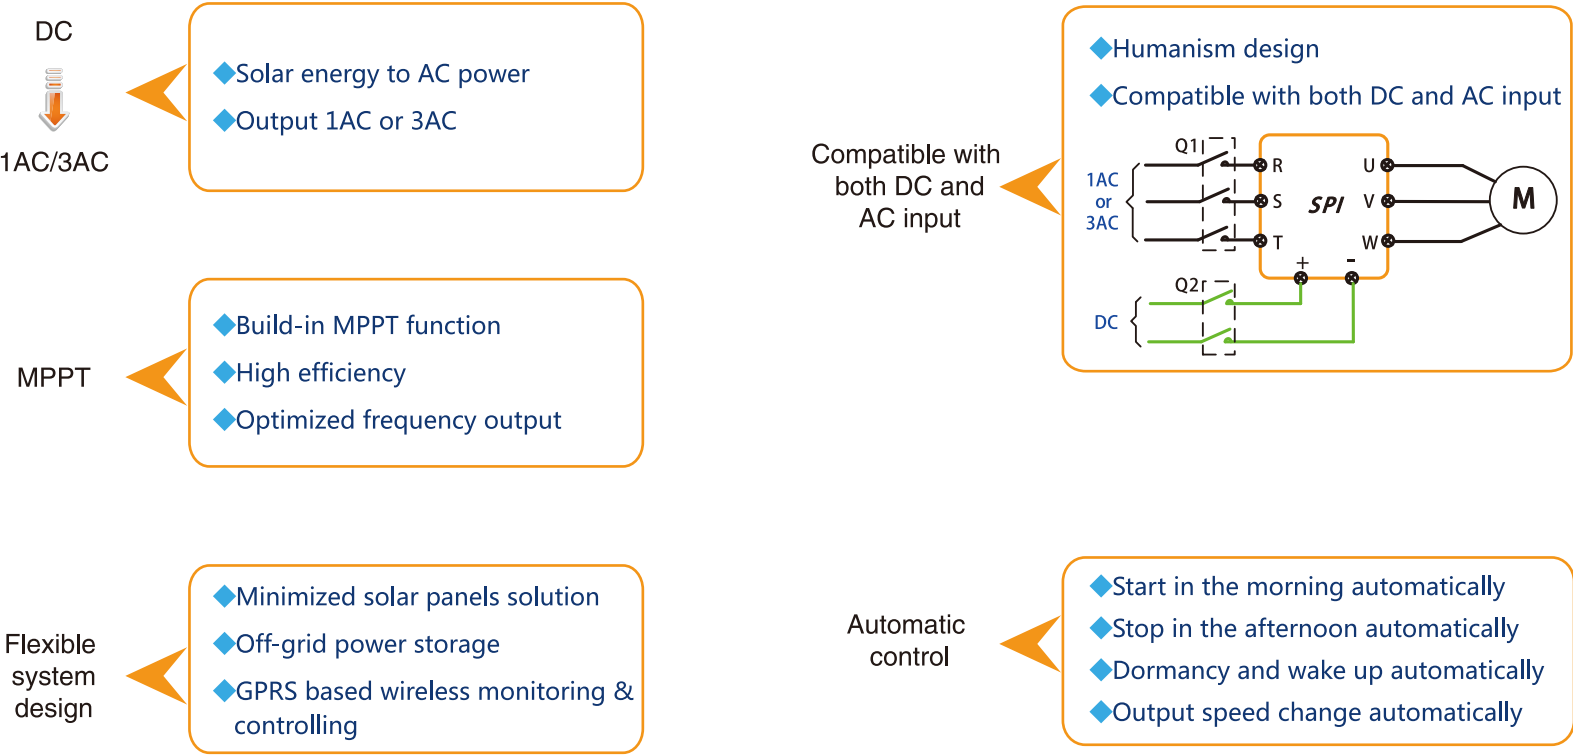 DC
1AC/3AC
Solar energy to AC power
Output 1AC or 3AC
MPPT
Build-in MPPT function
High efficiency
Optimized frequency output
Flexible
system
design
Minimized solar panels solution
Off-grid power storage
GPRS based wireless monitoring &
controlling
Compatible with
both DC and
AC input
Humanism design
Compatible with both DC and AC input
Q1
1AC
or
3AC
R
S
T
SPI
U
V
W
M
+
-
Q2
DC
Automatic
control
Start in the morning automatically
Stop in the afternoon automatically
Dormancy and wake up automatically
Output speed change automatically